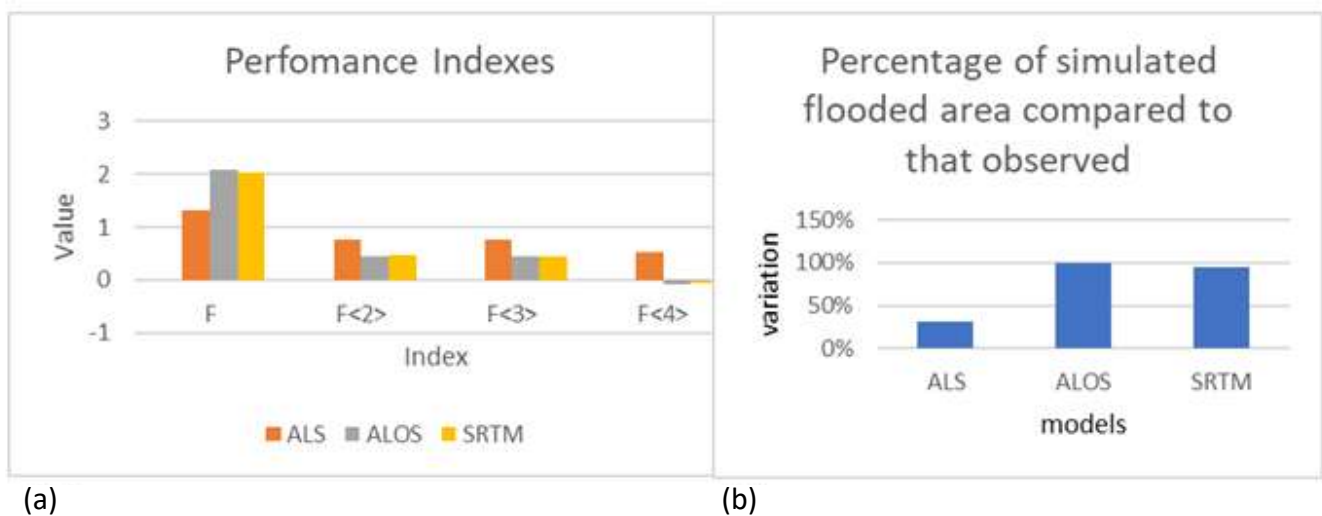 Perfomance Indexes
3
2
1
0
-1
Value
F
F<2>
F<3>
F<4>
Index
ALS
ALOS
SRTM
(a)
Percentage of simulated
flooded area compared to
that observed
150%
100%
50%
0%
variation
ALS
ALOS
SRTM
models
(b)